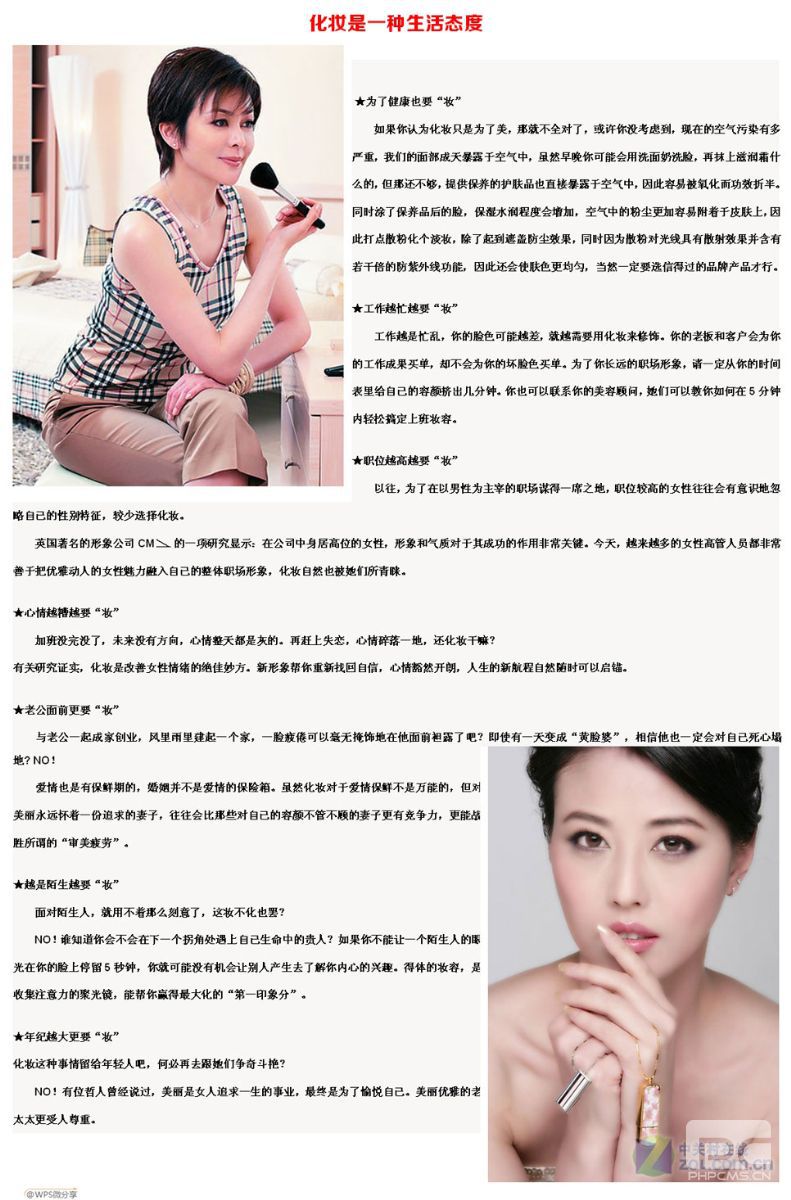 化妆是一种生活态度
★为了健康也要“妆”
如果你认为化妆只是为了美，那就不全对了，或许你没考虑到，现在的空气污染有多
严重，我们的面部成天暴露于空气中，虽然早晚你可能会用洗面奶洗脸，再抹上滋润霜什
么的，但那还不够，提供保养的护肤品也直接暴露于空气中，因此容易被氧化而功效折半。
同时涂了保养品后的脸，保湿水润程度会增加，空气中的粉尘更加容易附着于皮肤上，因
此打点散粉化个淡妆，除了起到遮盖防尘效果，同时因为散粉对光线具有散射效果并含有
若干倍的防紫外线功能，因此还会使肤色更均匀，当然一定要选信得过的品牌产品才行。
★工作越忙越要“妆”
工作越是忙乱，你的脸色可能越差，就越需要用化妆来修饰。你的老板和客户会为你
的工作成果买单，却不会为你的坏脸色买单。为了你长远的职场形象，请一定从你的时间
表里给自己的容颜挤出几分钟。你也可以联系你的美容顾问，她们可以教你如何在 5 分钟
内轻松搞定上班妆容。
★职位越高越要“妆”
以往，为了在以男性为主宰的职场谋得一席之地，职位较高的女性往往会有意识地忽
略自己的性别特征，较少选择化妆。
英国著名的形象公司 CM 的一项研究显示：在公司中身居高位的女性，形象和气质对于其成功的作用非常关键。今天，越来越多的女性高管人员都非常
善于把优雅动人的女性魅力融入自己的整体职场形象，化妆自然也被她们所青睐。
★心情越糟越要“妆”
加班没完没了，未来没有方向，心情整天都是灰的。再赶上失恋，心情碎落一地，还化妆干嘛？
有关研究证实，化妆是改善女性情绪的绝佳妙方。新形象帮你重新找回自信，心情豁然开朗，人生的新航程自然随时可以启锚。
★老公面前更要“妆”
与老公一起成家创业，风里雨里建起一个家，一脸疲倦可以毫无掩饰地在他面前袒露了吧？即使有一天变成“黄脸婆”，相信他也一定会对自己死心塌
地？NO！
爱情也是有保鲜期的，婚姻并不是爱情的保险箱。虽然化妆对于爱情保鲜不是万能的，但对
美丽永远怀着一份追求的妻子，往往会比那些对自己的容颜不管不顾的妻子更有竞争力，更能战
胜所谓的“审美疲劳”。
★越是陌生越要“妆”
面对陌生人，就用不着那么刻意了，这妆不化也罢？
NO！谁知道你会不会在下一个拐角处遇上自己生命中的贵人？如果你不能让一个陌生人的眼
光在你的脸上停留 5 秒钟，你就可能没有机会让别人产生去了解你内心的兴趣。得体的妆容，是
收集注意力的聚光镜，能帮你赢得最大化的“第一印象分”。
★年纪越大更要“妆”
化妆这种事情留给年轻人吧，何必再去跟她们争奇斗艳？
NO！有位哲人曾经说过，美丽是女人追求一生的事业，最终是为了愉悦自己。美丽优雅的老
太太更受人尊重。
中关村在线
zol.com.cn
PHPCMS.CN
@WPS微分享